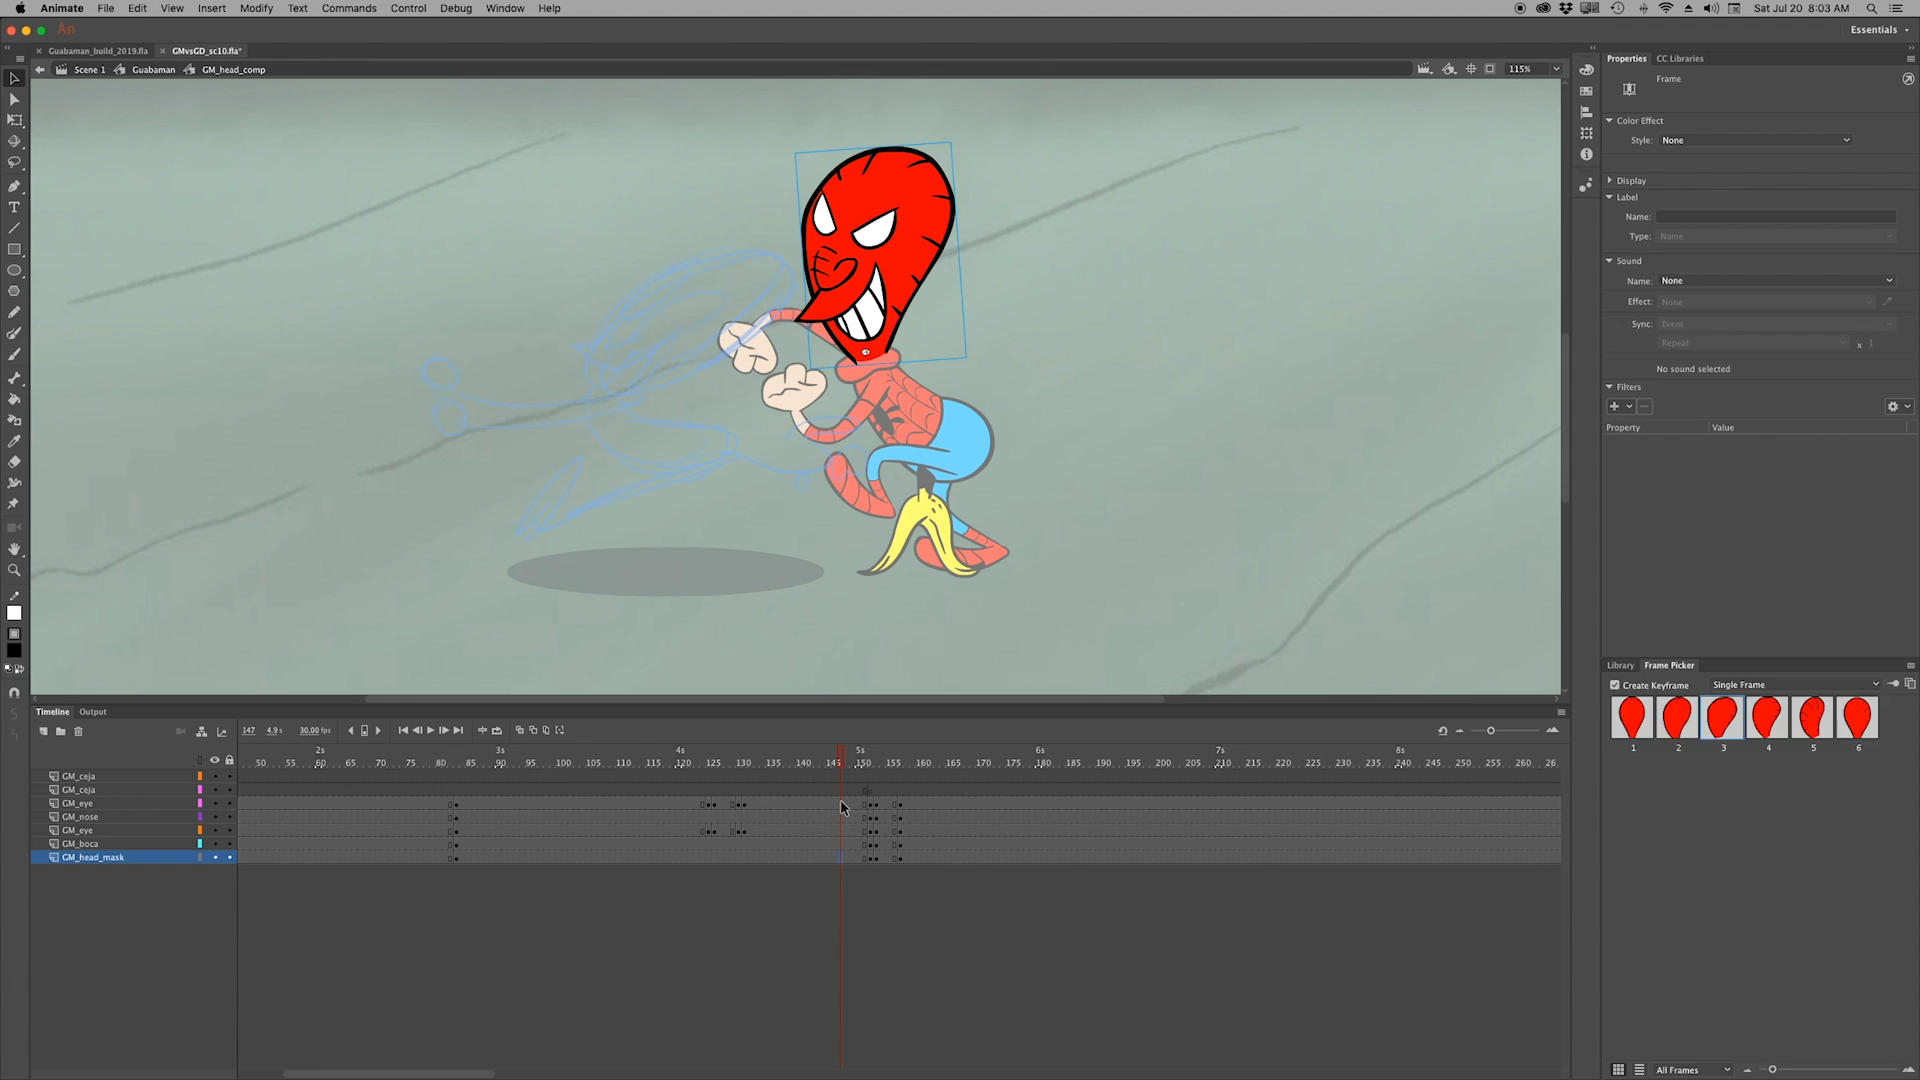 Animate File Edit View Insert Modify Text Commands Control Debug Window Help Sat Jul 20 8:03 AM
An Essentials
× Guabaman_build_2019.fla × GMvsGD_sc10.fla*
Scene 1 Guabaman GM_head_comp 115%
Properties CC Libraries
Frame
Color Effect
Style: None
Display
Label
Name:
Type: Name
Sound
Name: None
Effect: None
Sync: Event
Repeat x 1
No sound selected
Filters
Property Value
Library Frame Picker
Create Keyframe Single Frame
1 2 3 4 5 6
All Frames
Timeline Output
147 4.9 s 30.00 fps
2s 3s 4s 5s 6s 7s 8s
50 55 60 65 70 75 80 85 90 95 100 105 110 115 120 125 130 135 140 145 150 155 160 165 170 175 180 185 190 195 200 205 210 215 220 225 230 235 240 245 250 255 260 26
GM_ceja
GM_ceja
GM_eye
GM_nose
GM_eye
GM_boca
GM_head_mask